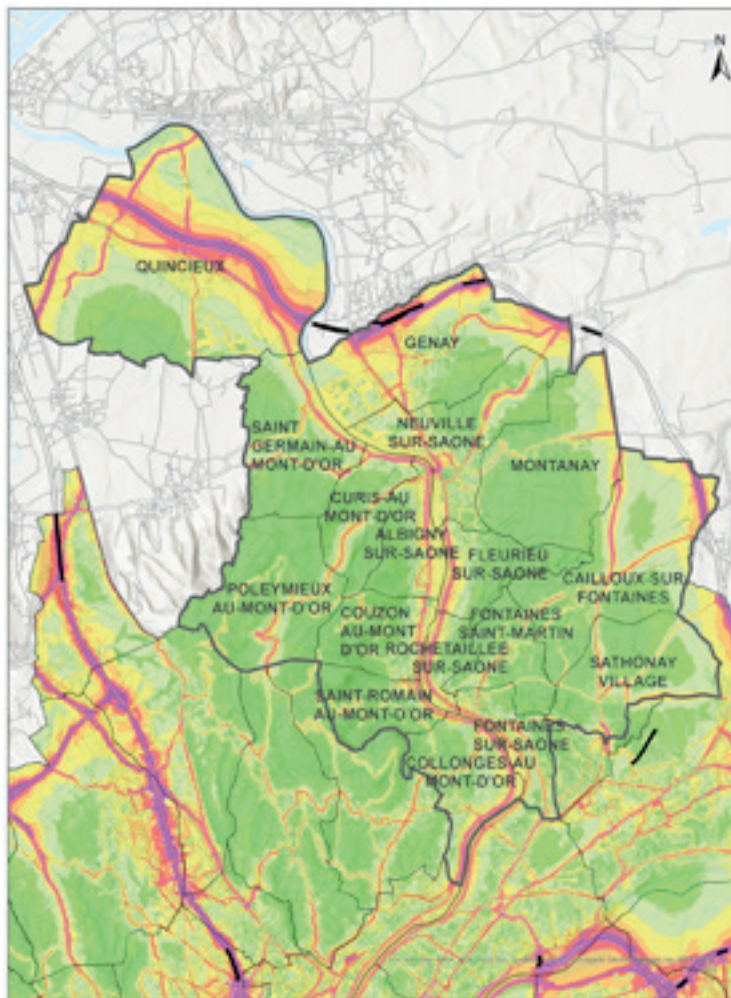 N
QUINCIEUX
GENAY
SAINT
GERMAIN-AU
MONT-D'OR
NEUVILLE
SUR-SAONE
MONTANAY
CURIS-AU
MONT-D'OR
ALBIGNY
SUR-SAONE
FLEURIEU
SUR-SAONE
POLEYMIEUX
AU-MONT-D'OR
CAILLOUX-SUR
FONTAINES
COUZON
AU-MONT
D'OR
FONTAINES
SAINT-MARTIN
ROCHETAILLEE
SUR-SAONE
SATHONAY
VILLAGE
SAINT-ROMAIN
AU-MONT-D'OR
FONTAINES
SUR-SAONE
COLLONGES-AU
MONT-D'OR